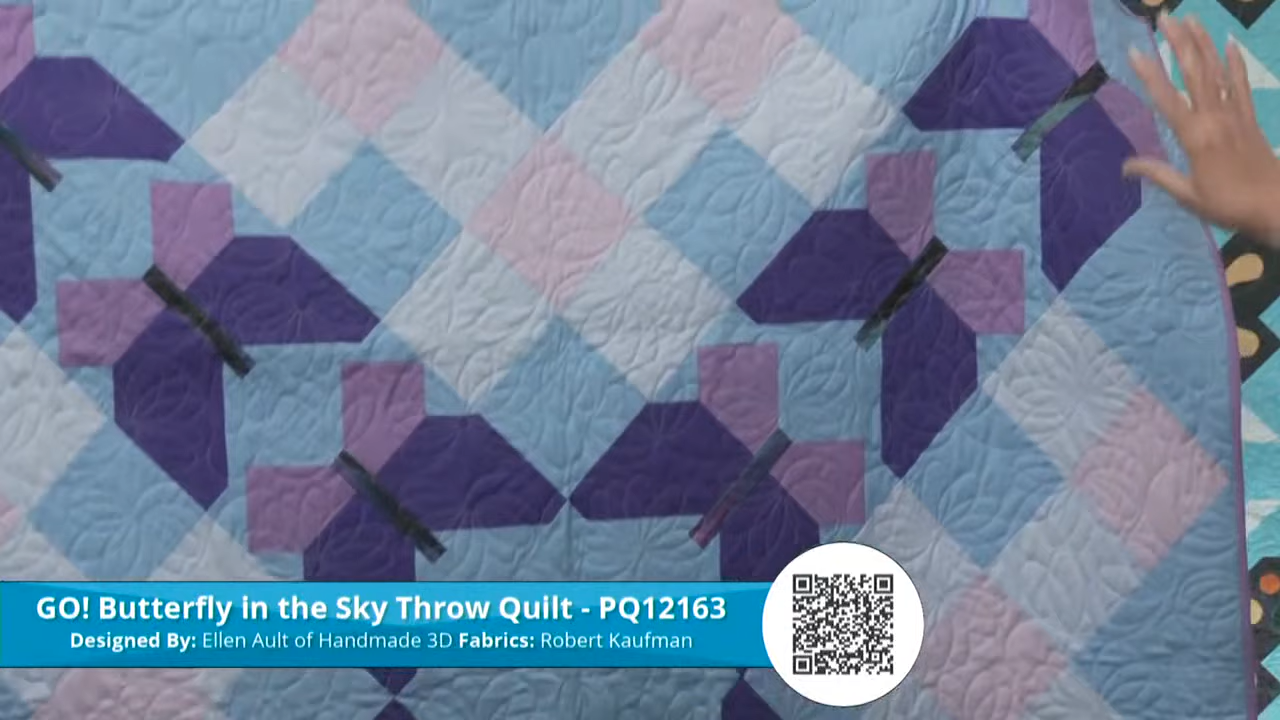 GO! Butterfly in the Sky Throw Quilt - PQ12163
Designed By: Ellen Ault of Handmade 3D Fabrics: Robert Kaufman